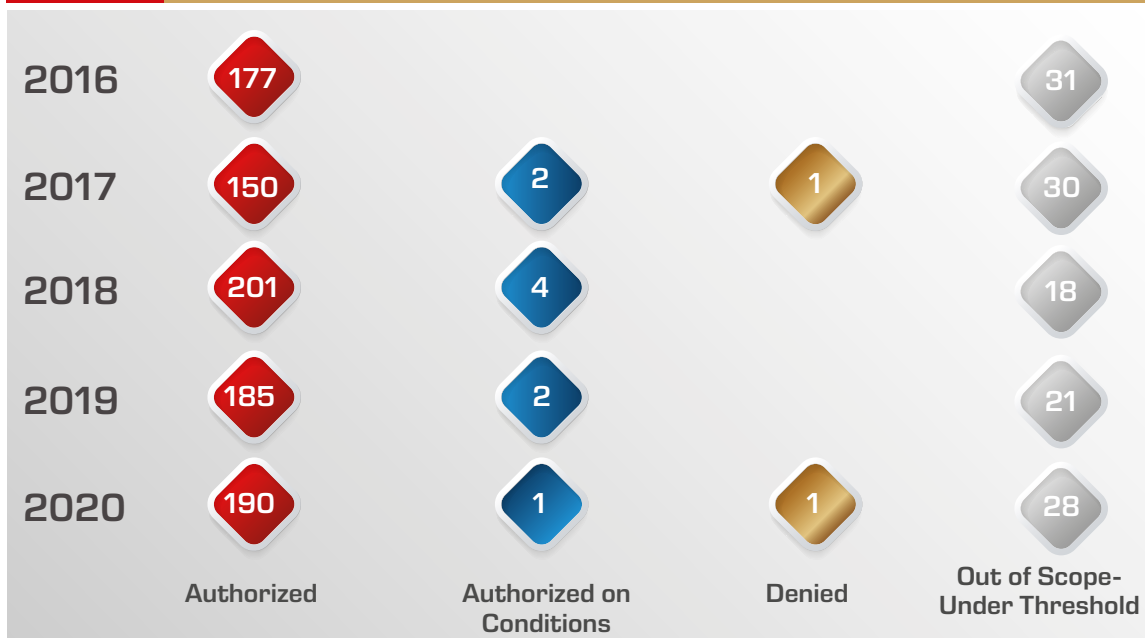 2016 177 31
2017 150 2 1 30
2018 201 4 18
2019 185 2 21
2020 190 1 1 28
Authorized
Authorized on
Conditions
Denied
Out of Scope-
Under Threshold